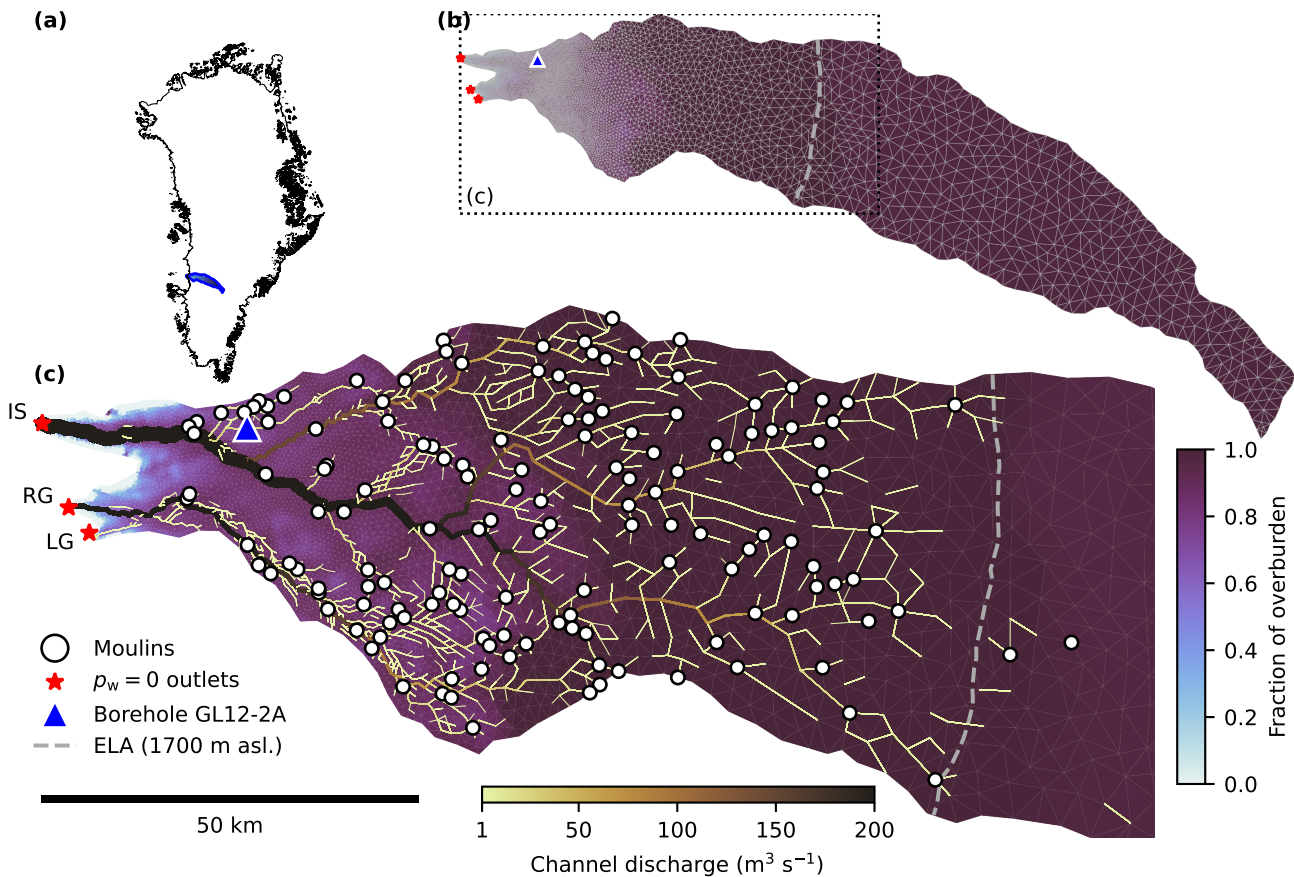 (a)
(b)
(c)
(c)
IS
RG
LG
Moulins
p_w = 0 outlets
Borehole GL12-2A
ELA (1700 m asl.)
50 km
1 50 100 150 200
Channel discharge (m³ s⁻¹)
1.0
0.8
0.6
0.4
0.2
0.0
Fraction of overburden